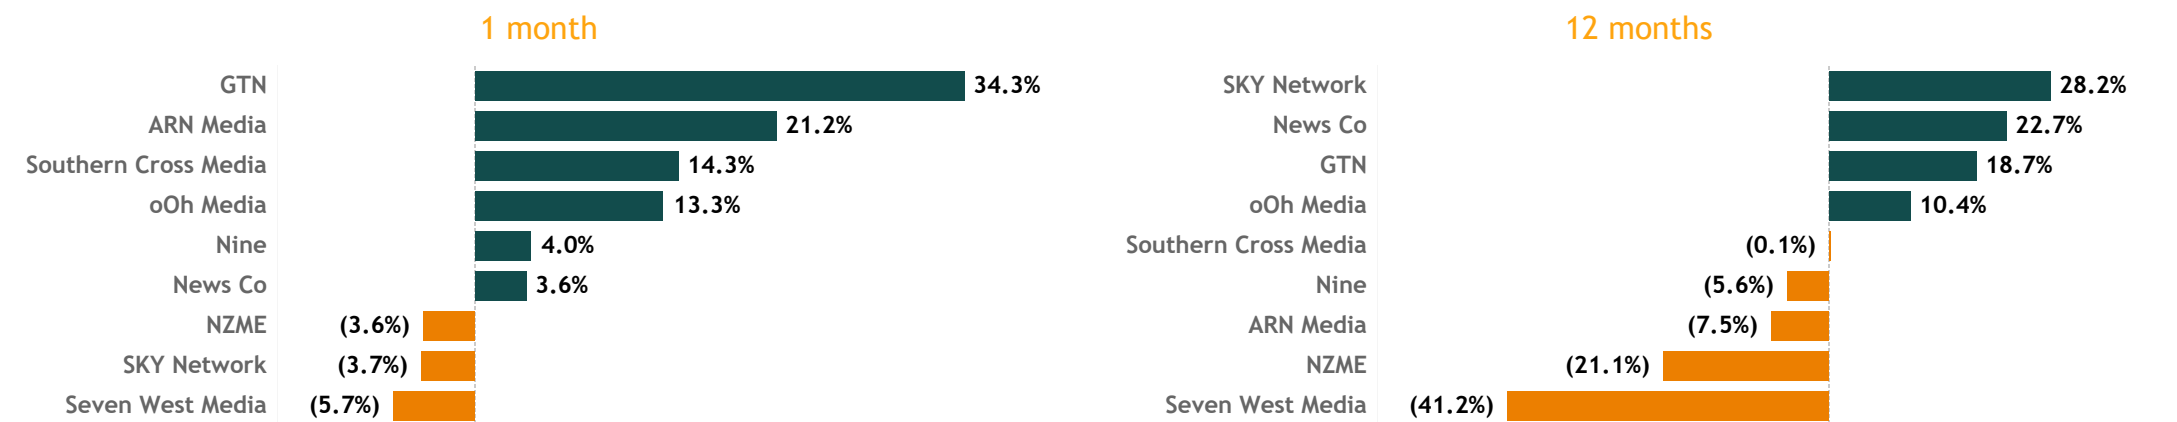 1 month
GTN 34.3%
ARN Media 21.2%
Southern Cross Media 14.3%
oOh Media 13.3%
Nine 4.0%
News Co 3.6%
NZME (3.6%)
SKY Network (3.7%)
Seven West Media (5.7%)
12 months
SKY Network 28.2%
News Co 22.7%
GTN 18.7%
oOh Media 10.4%
Southern Cross Media (0.1%)
Nine (5.6%)
ARN Media (7.5%)
NZME (21.1%)
Seven West Media (41.2%)